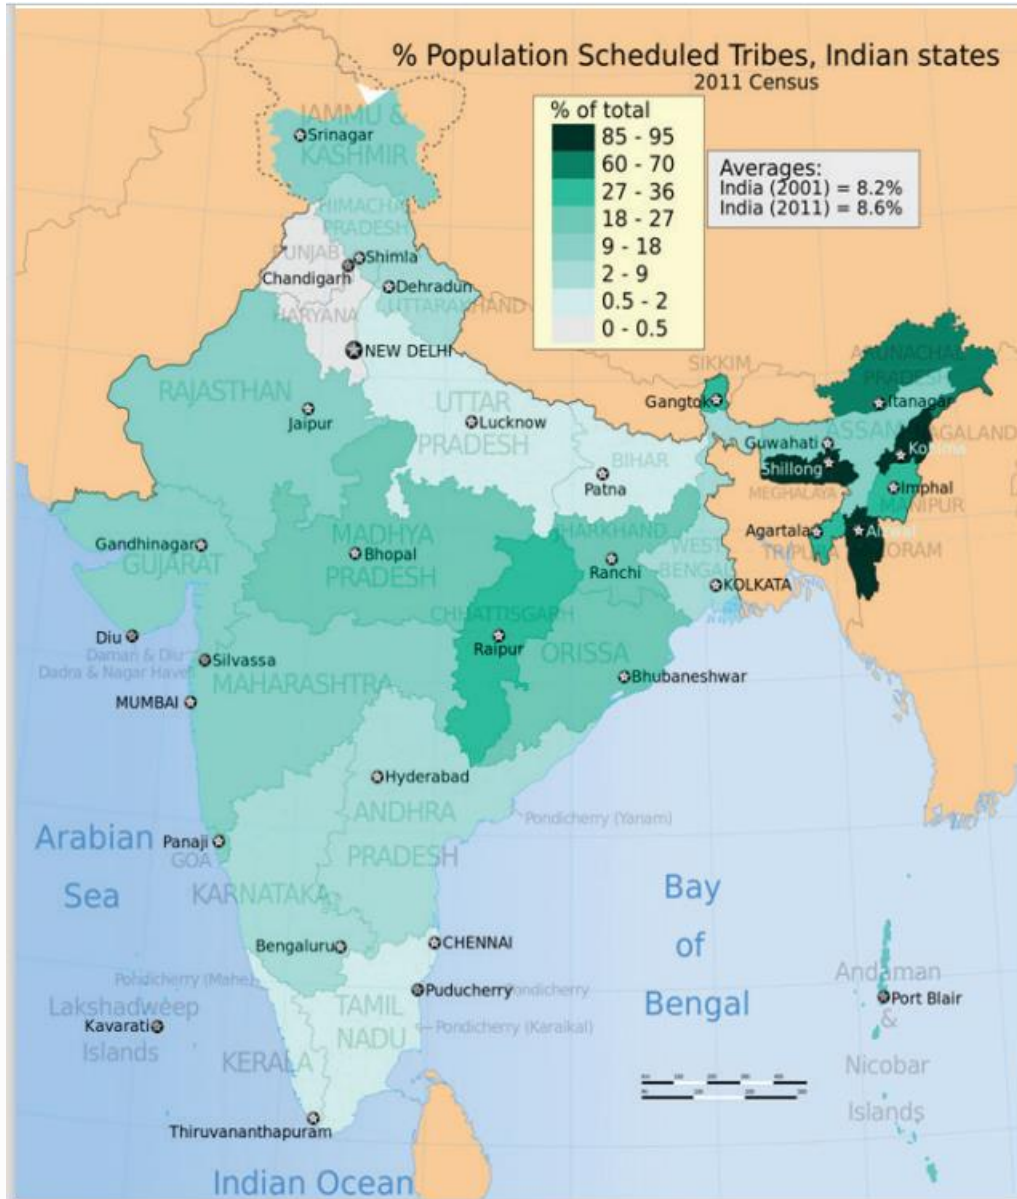 % Population Scheduled Tribes, Indian states
2011 Census
% of total
85 - 95
60 - 70
27 - 36
18 - 27
9 - 18
2 - 9
0.5 - 2
0 - 0.5
Averages:
India (2001) = 8.2%
India (2011) = 8.6%
JAMMU &
KASHMIR
Srinagar
HIMACHAL
PRADESH
PUNJAB
Shimla
Chandigarh
Dehradun
UTTARAKHAND
HARYANA
NEW DELHI
RAJASTHAN
Jaipur
UTTAR
PRADESH
Lucknow
BIHAR
Patna
SIKKIM
Gangtok
ARUNACHAL
PRADESH
Itanagar
ASSAM
NAGALAND
Guwahati
Kohima
Shillong
MEGHALAYA
Imphal
MANIPUR
Agartala
TRIPURA
Gandhinagar
GUJARAT
MADHYA
PRADESH
Bhopal
JHARKHAND
Ranchi
WEST
BENGAL
KOLKATA
CHHATTISGARH
Raipur
ORISSA
Bhubaneshwar
Diu
Daman & Diu
Dadra & Nagar Haveli
Silvassa
MAHARASHTRA
MUMBAI
Hyderabad
ANDHRA
PRADESH
Pondicherry (Yanam)
Arabian
Sea
Panaji
GOA
KARNATAKA
Bengaluru
CHENNAI
Bay
of
Bengal
Andaman
&
Nicobar
Islands
Port Blair
Pondicherry (Mahe)
Puducherry
Pondicherry
Lakshadweep
Islands
Kavarati
TAMIL
NADU
Pondicherry (Karaikal)
KERALA
Thiruvananthapuram
Indian Ocean